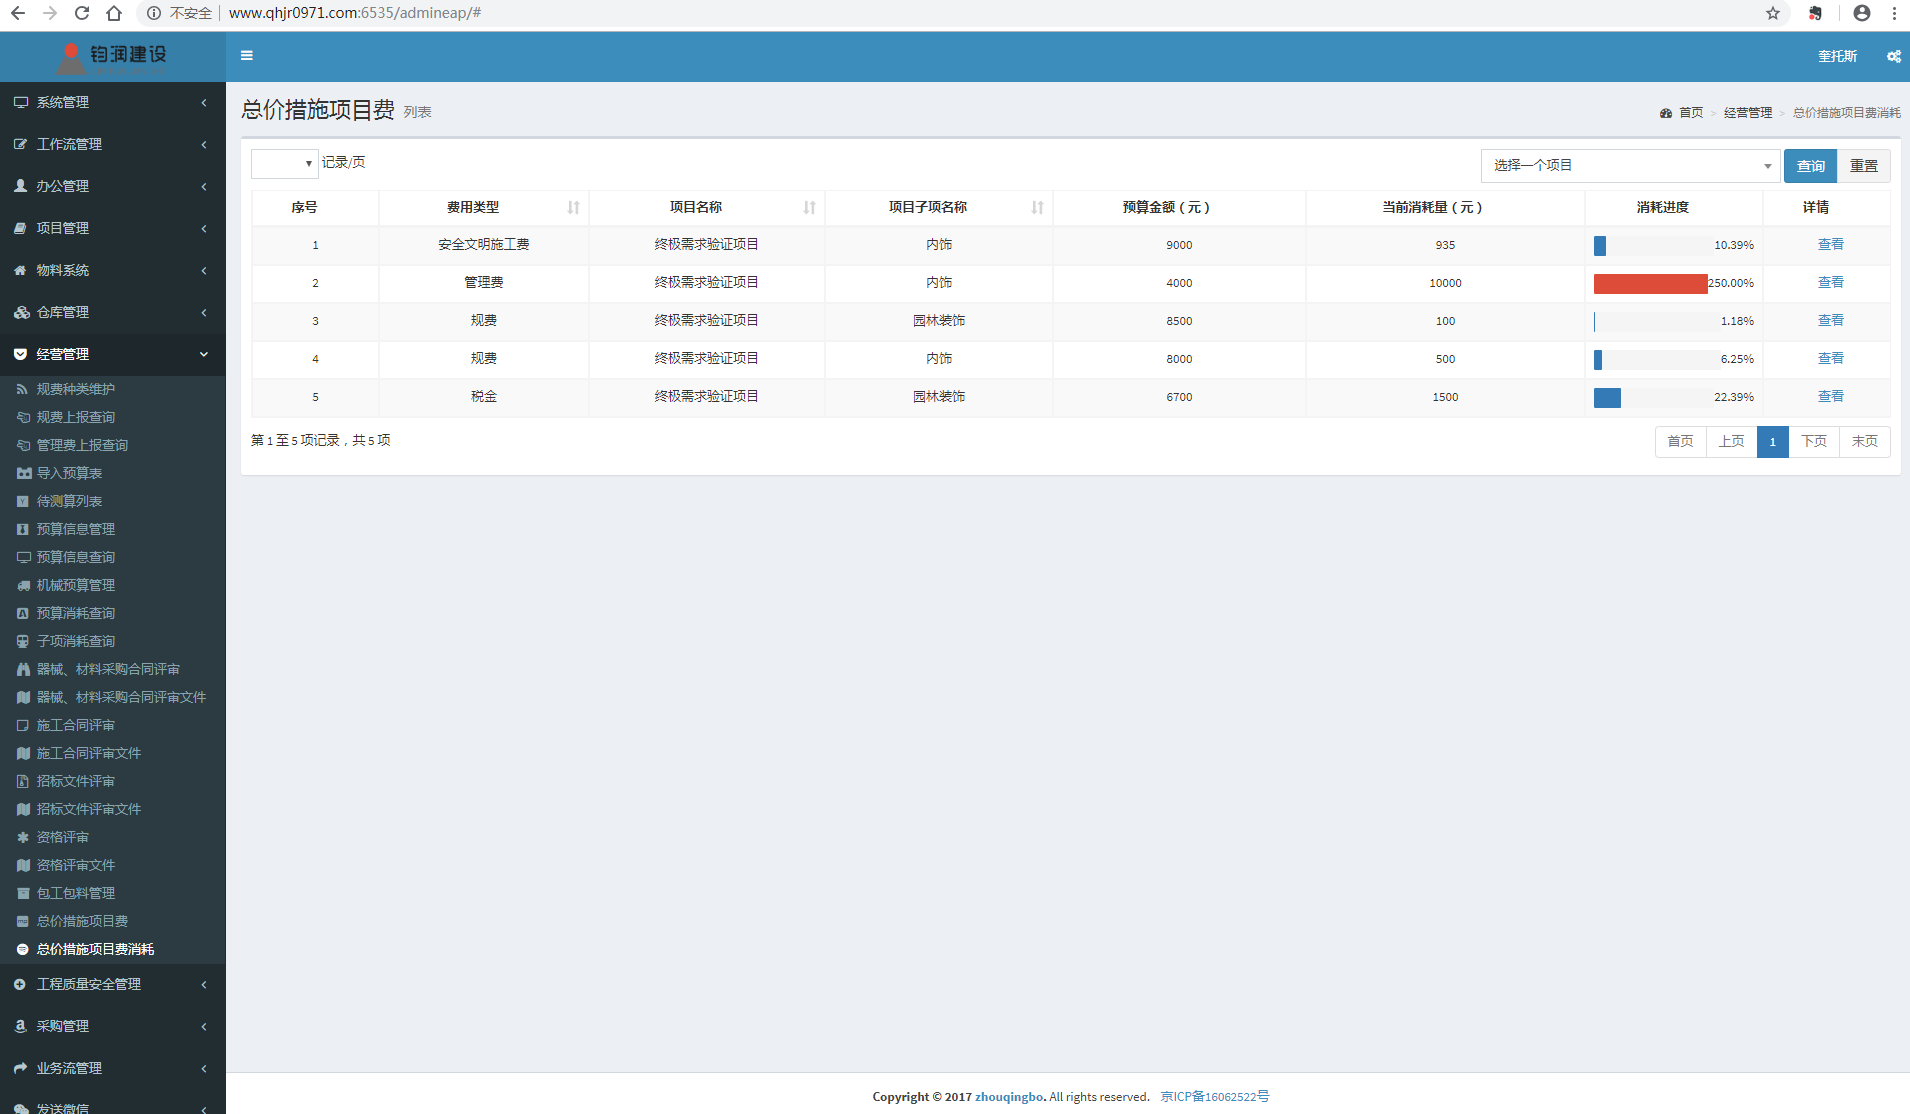 不安全 www.qhjr0971.com:6535/admineap/#
钧润建设
奎托斯
系统管理
工作流管理
办公管理
项目管理
物料系统
仓库管理
经营管理
规费种类维护
规费上报查询
管理费上报查询
导入预算表
待测算列表
预算信息管理
预算信息查询
机械预算管理
预算消耗查询
子项消耗查询
器械、材料采购合同评审
器械、材料采购合同评审文件
施工合同评审
施工合同评审文件
招标文件评审
招标文件评审文件
资格评审
资格评审文件
包工包料管理
总价措施项目费
总价措施项目费消耗
工程质量安全管理
采购管理
业务流管理
发送微信
总价措施项目费 列表
首页 > 经营管理 > 总价措施项目费消耗
记录/页
选择一个项目 查询 重置
序号 费用类型 项目名称 项目子项名称 预算金额（元） 当前消耗量（元） 消耗进度 详情
1 安全文明施工费 终极需求验证项目 内饰 9000 935 10.39% 查看
2 管理费 终极需求验证项目 内饰 4000 10000 250.00% 查看
3 规费 终极需求验证项目 园林装饰 8500 100 1.18% 查看
4 规费 终极需求验证项目 内饰 8000 500 6.25% 查看
5 税金 终极需求验证项目 园林装饰 6700 1500 22.39% 查看
第 1 至 5 项记录，共 5 项
首页 上页 1 下页 末页
Copyright © 2017 zhouqingbo. All rights reserved. 京ICP备16062522号